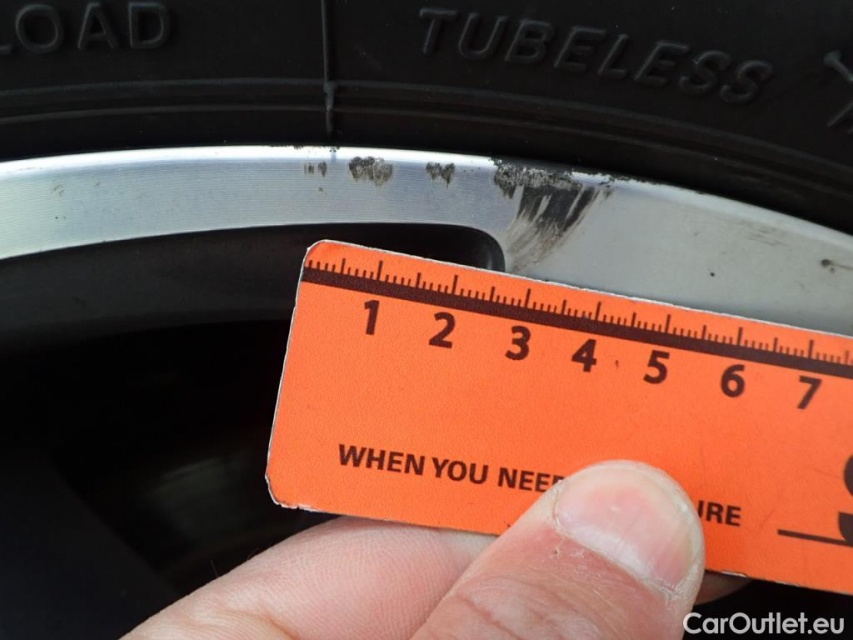 LOAD
TUBELESS
1 2 3 4 5 6 7
WHEN YOU NEE
URE
CarOutlet.eu